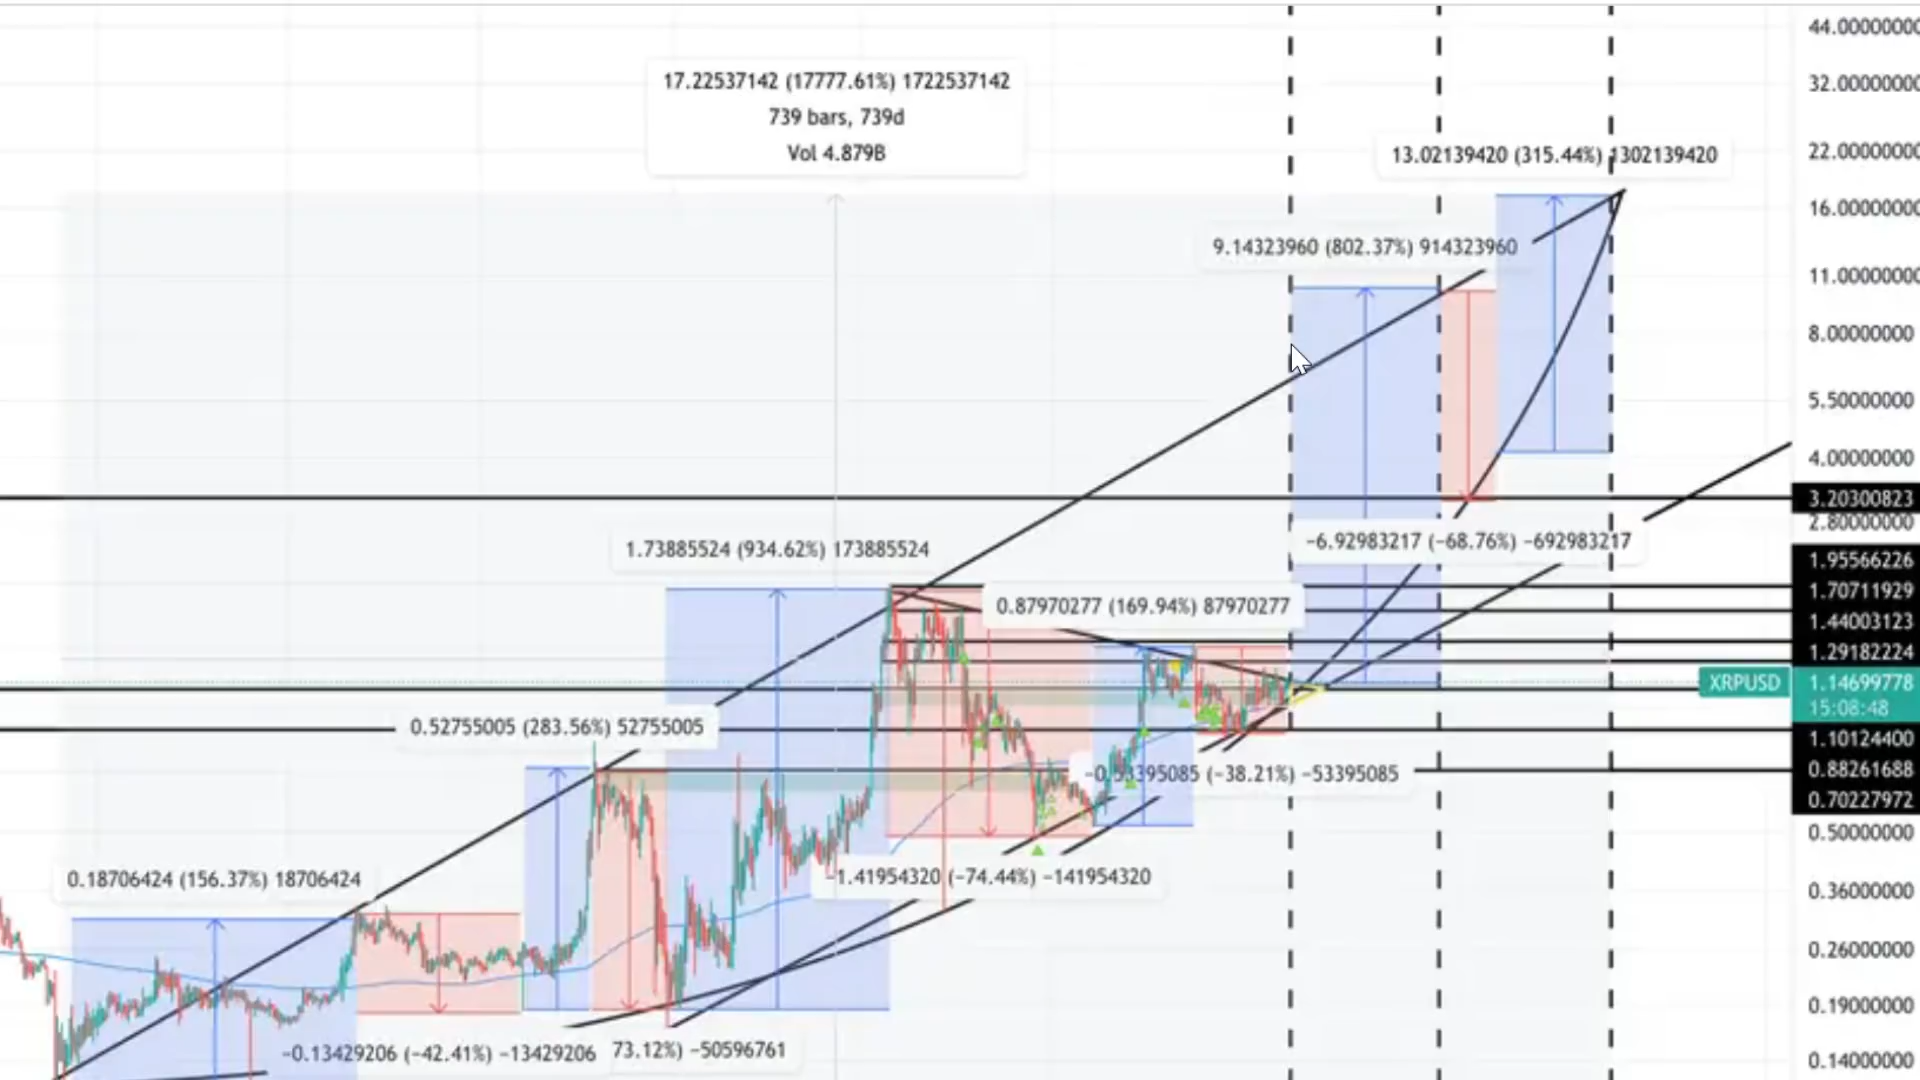 44.00000000
17.22537142 (17777.61%) 1722537142
739 bars, 739d
Vol 4.879B
32.00000000
13.02139420 (315.44%) 1302139420
22.00000000
16.00000000
9.14323960 (802.37%) 914323960
11.00000000
8.00000000
5.50000000
4.00000000
3.20300823
2.80000000
-6.92983217 (-68.76%) -692983217
1.73885524 (934.62%) 173885524
1.95566226
1.70711929
0.87970277 (169.94%) 87970277
1.44003123
1.29182224
XRPUSD
1.14699778
15:08:48
0.52755005 (283.56%) 52755005
1.10124400
0.88261688
-0.53395085 (-38.21%) -53395085
0.70227972
0.50000000
0.18706424 (156.37%) 18706424
-1.41954320 (-74.44%) -141954320
0.36000000
0.26000000
0.19000000
-0.13429206 (-42.41%) -13429206
73.12%) -50596761
0.14000000